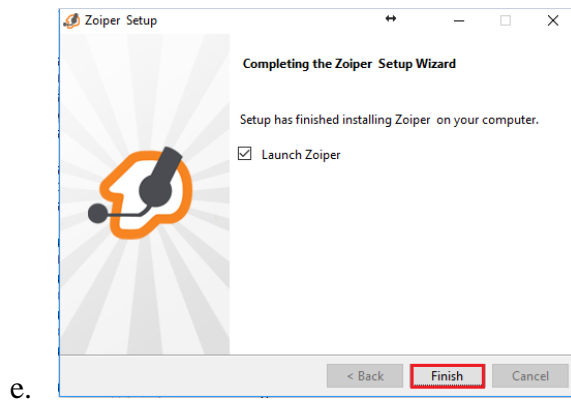 Zoiper Setup
Completing the Zoiper Setup Wizard
Setup has finished installing Zoiper on your computer.
Launch Zoiper
< Back Finish Cancel
e.